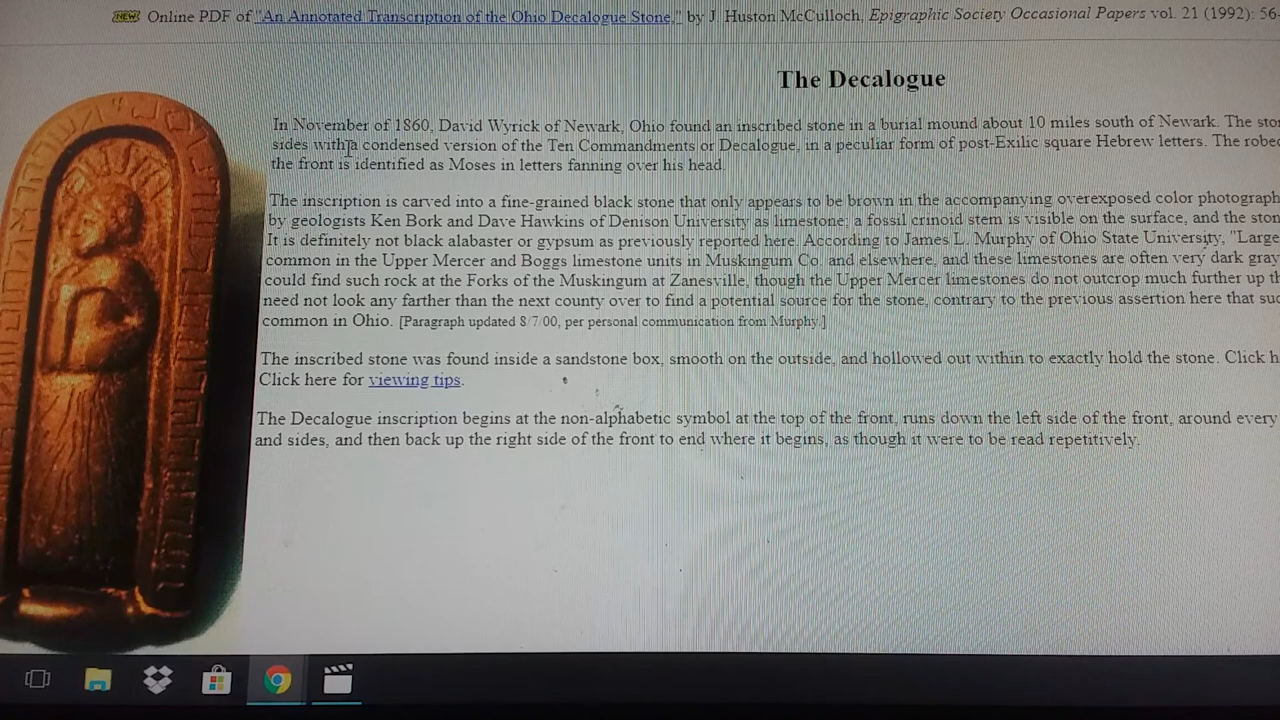 NEW Online PDF of "An Annotated Transcription of the Ohio Decalogue Stone," by J. Huston McCulloch, Epigraphic Society Occasional Papers vol. 21 (1992): 56-
The Decalogue
In November of 1860, David Wyrick of Newark, Ohio found an inscribed stone in a burial mound about 10 miles south of Newark. The
sides with a condensed version of the Ten Commandments or Decalogue, in a peculiar form of post-Exilic square Hebrew letters. The
the front is identified as Moses in letters fanning over his head.
The inscription is carved into a fine-grained black stone that only appears to be brown in the accompanying overexposed color photograph
by geologists Ken Bork and Dave Hawkins of Denison University as limestone; a fossil crinoid stem is visible on the surface, and the
It is definitely not black alabaster or gypsum as previously reported here. According to James L. Murphy of Ohio State University, "Large
common in the Upper Mercer and Boggs limestone units in Muskingum Co. and elsewhere, and these limestones are often very dark gray
could find such rock at the Forks of the Muskingum at Zanesville, though the Upper Mercer limestones do not outcrop much further up
need not look any farther than the next county over to find a potential source for the stone, contrary to the previous assertion here that
common in Ohio. [Paragraph updated 8/7/00, per personal communication from Murphy.]
The inscribed stone was found inside a sandstone box, smooth on the outside, and hollowed out within to exactly hold the stone. Click
Click here for viewing tips.
The Decalogue inscription begins at the non-alphabetic symbol at the top of the front, runs down the left side of the front, around every
and sides, and then back up the right side of the front to end where it begins, as though it were to be read repetitively.